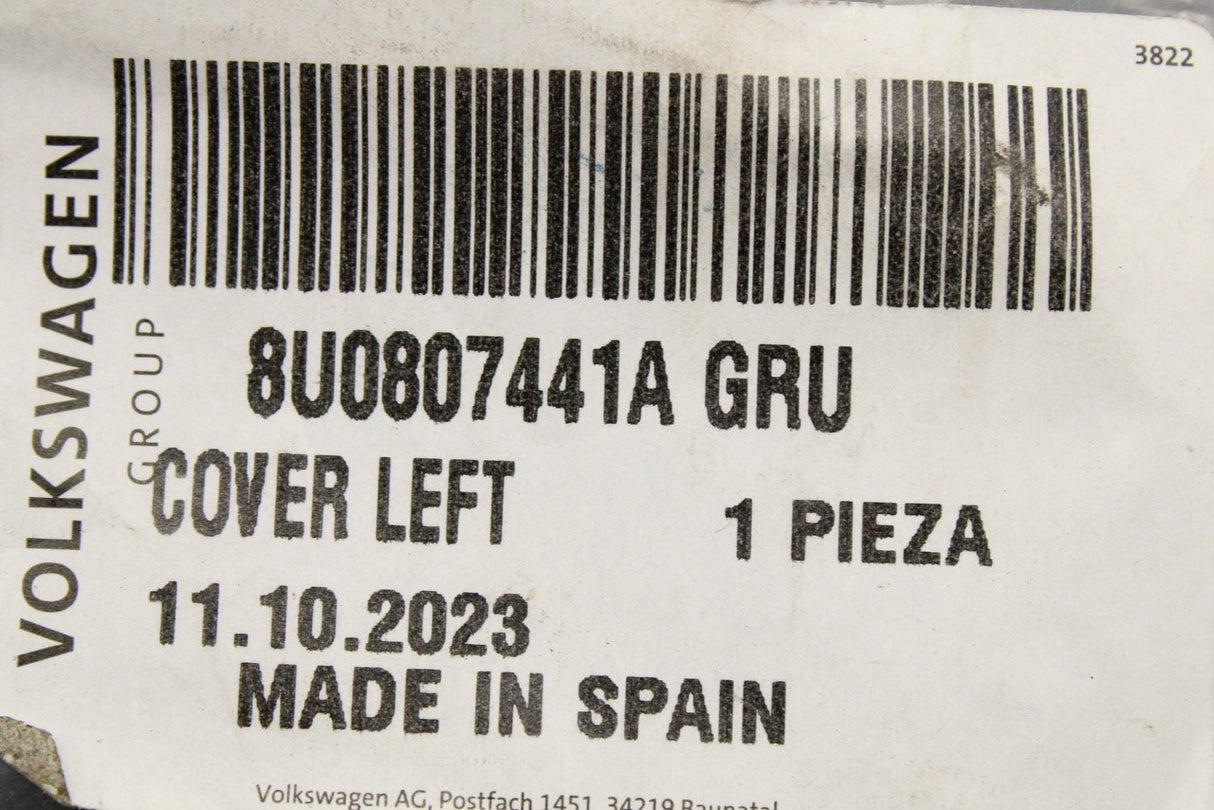 3822
VOLKSWAGEN
GROUP
8U0807441A GRU
COVER LEFT
1 PIEZA
11.10.2023
MADE IN SPAIN
Volkswagen AG, Postfach 1451, 34219 Baunatal